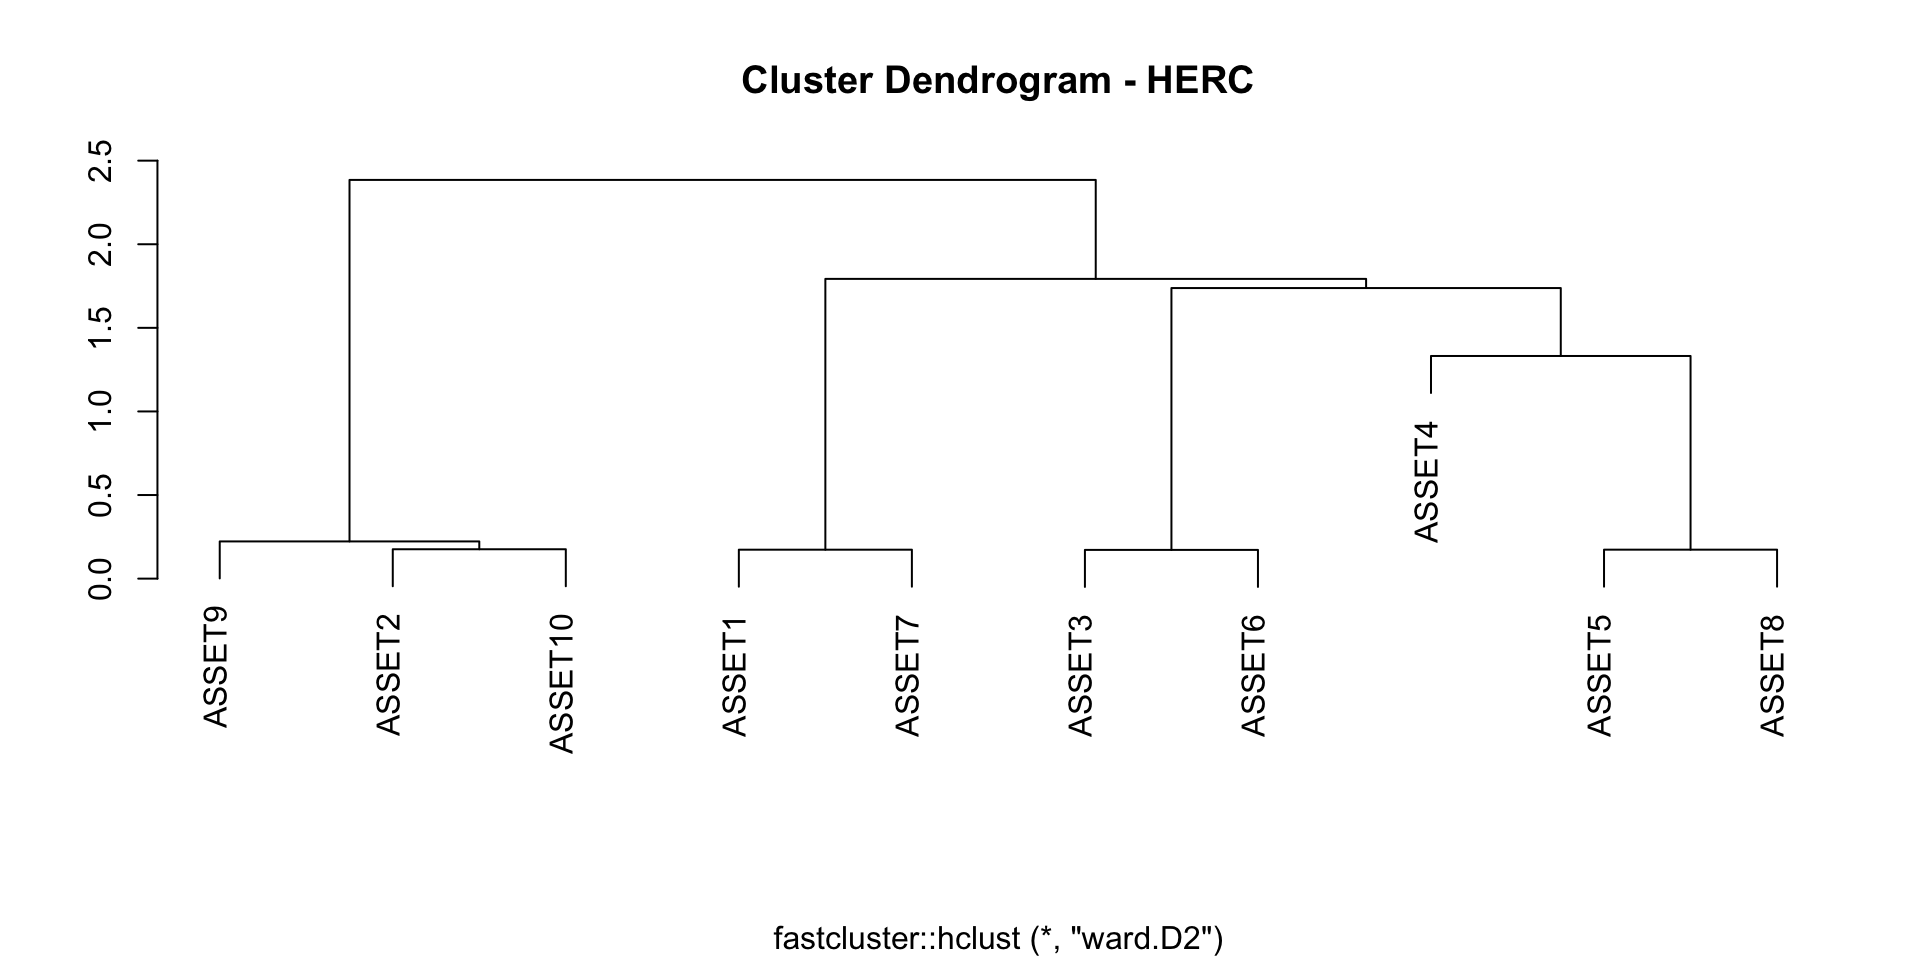 Cluster Dendrogram - HERC
2.5
2.0
1.5
1.0
0.5
0.0
ASSET9
ASSET2
ASSET10
ASSET1
ASSET7
ASSET3
ASSET6
ASSET4
ASSET5
ASSET8
fastcluster::hclust (*, "ward.D2")